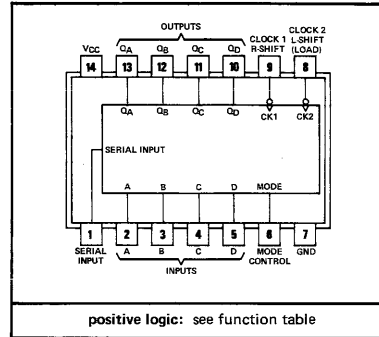 OUTPUTS
VCC QA QB QC QD CLOCK 1 R-SHIFT CLOCK 2 L-SHIFT (LOAD)
14 13 12 11 10 9 8
QA QB QC QD CK1 CK2
SERIAL INPUT
A B C D MODE
1 2 3 4 5 6 7
SERIAL INPUT A B C D MODE CONTROL GND
INPUTS
positive logic: see function table